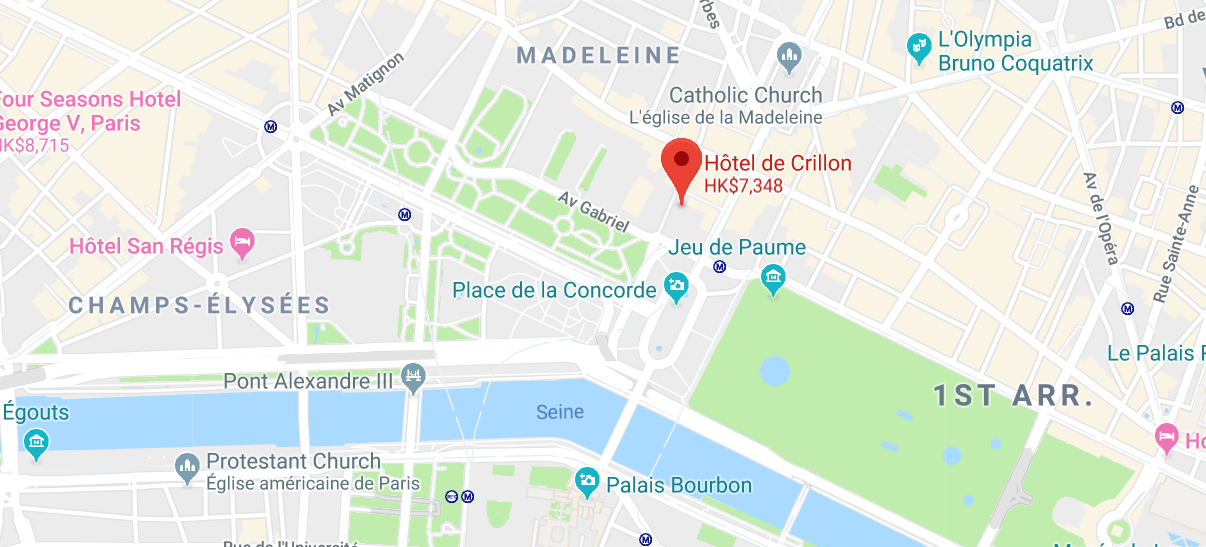 Bd de
MADELEINE
L'Olympia
Bruno Coquatrix
Av Matignon
Catholic Church
L'église de la Madeleine
Four Seasons Hotel
George V, Paris
HK$8,715
Hôtel de Crillon
HK$7,348
Av Gabriel
Av de l'Opéra
Rue Sainte-Anne
Hôtel San Régis
Jeu de Paume
Place de la Concorde
CHAMPS-ÉLYSÉES
Le Palais
Pont Alexandre III
1ST ARR.
Seine
Égouts
Protestant Church
Église américaine de Paris
Palais Bourbon
Rue de l'Université